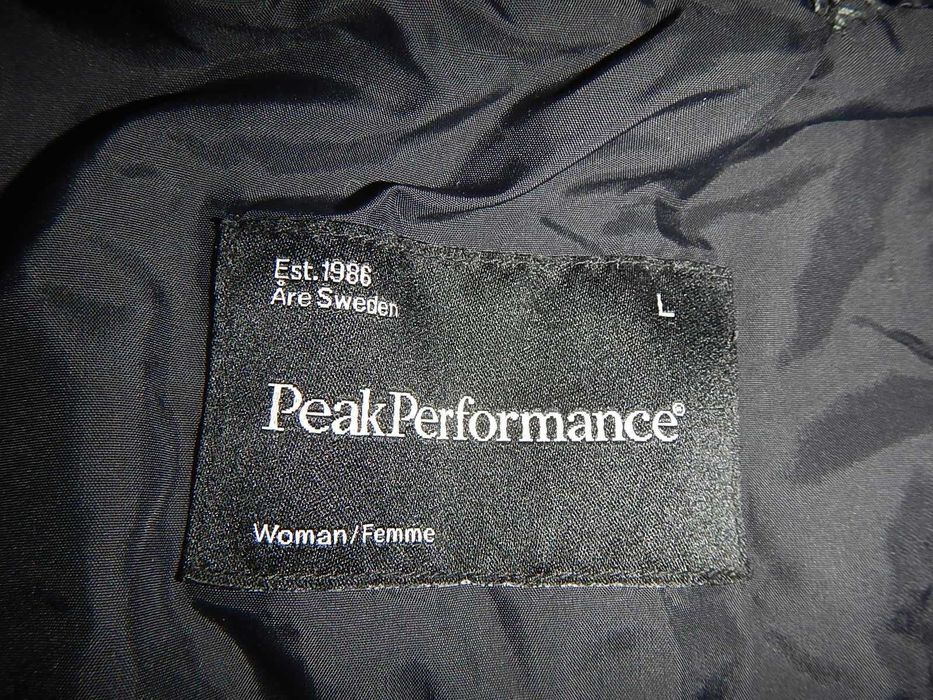 Est. 1986
Åre Sweden
L
PeakPerformance®
Woman/Femme